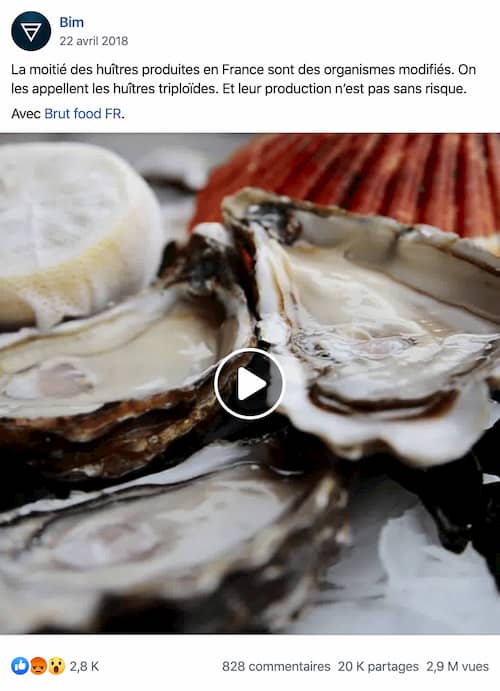 Bim
22 avril 2018
La moitié des huîtres produites en France sont des organismes modifiés. On
les appellent les huîtres triploïdes. Et leur production n’est pas sans risque.
Avec Brut food FR.
2,8 K
828 commentaires 20 K partages 2,9 M vues